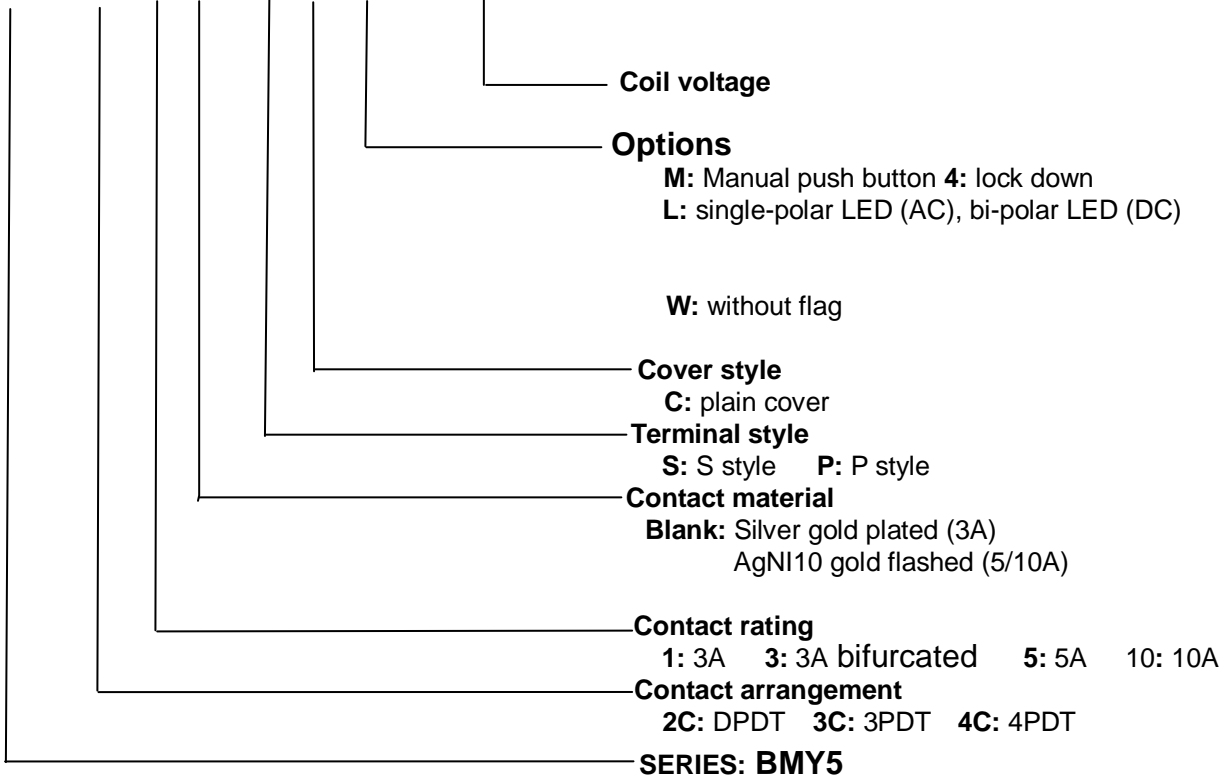 Coil voltage
Options
M: Manual push button 4: lock down
L: single-polar LED (AC), bi-polar LED (DC)
W: without flag
Cover style
C: plain cover
Terminal style
S: S style P: P style
Contact material
Blank: Silver gold plated (3A)
AgNI10 gold flashed (5/10A)
Contact rating
1: 3A 3: 3A bifurcated 5: 5A 10: 10A
Contact arrangement
2C: DPDT 3C: 3PDT 4C: 4PDT
SERIES: BMY5